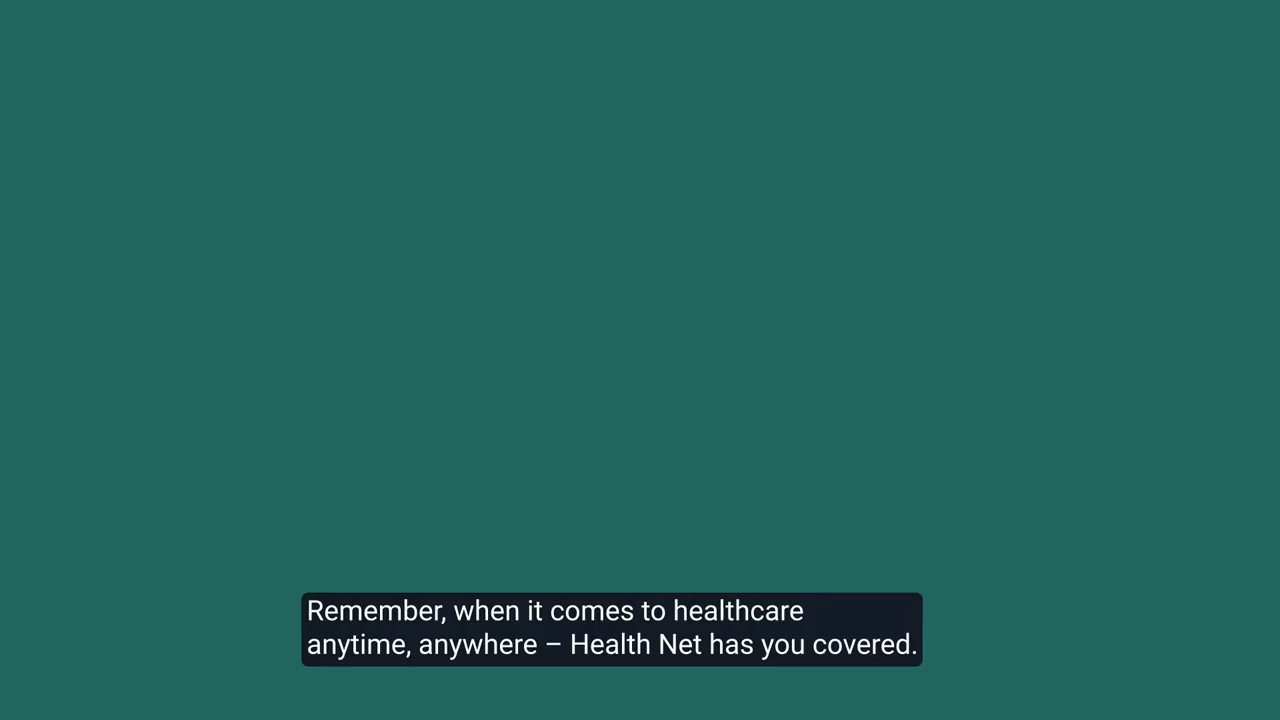 Remember, when it comes to healthcare
anytime, anywhere – Health Net has you covered.